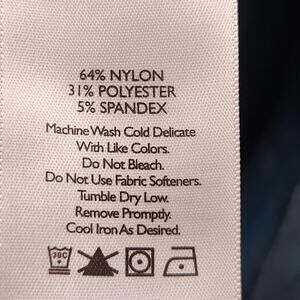 64% NYLON
31% POLYESTER
5% SPANDEX
Machine Wash Cold Delicate
With Like Colors.
Do Not Bleach.
Do Not Use Fabric Softeners.
Tumble Dry Low.
Remove Promptly.
Cool Iron As Desired.
30C